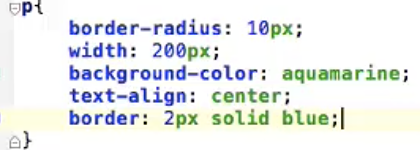 p{
border-radius: 10px;
width: 200px;
background-color: aquamarine;
text-align: center;
border: 2px solid blue;
}